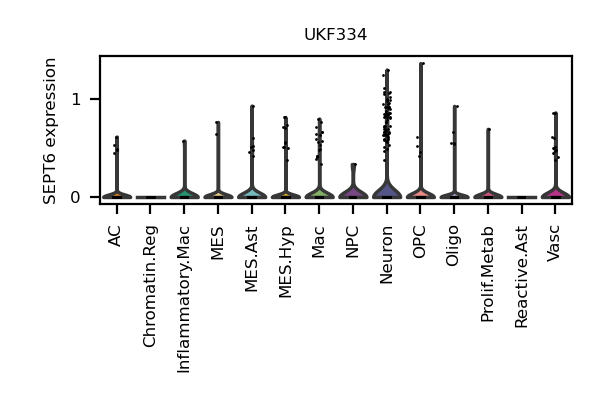 UKF334
SEPT6 expression
1
0
AC
Chromatin.Reg
Inflammatory.Mac
MES
MES.Ast
MES.Hyp
Mac
NPC
Neuron
OPC
Oligo
Prolif.Metab
Reactive.Ast
Vasc